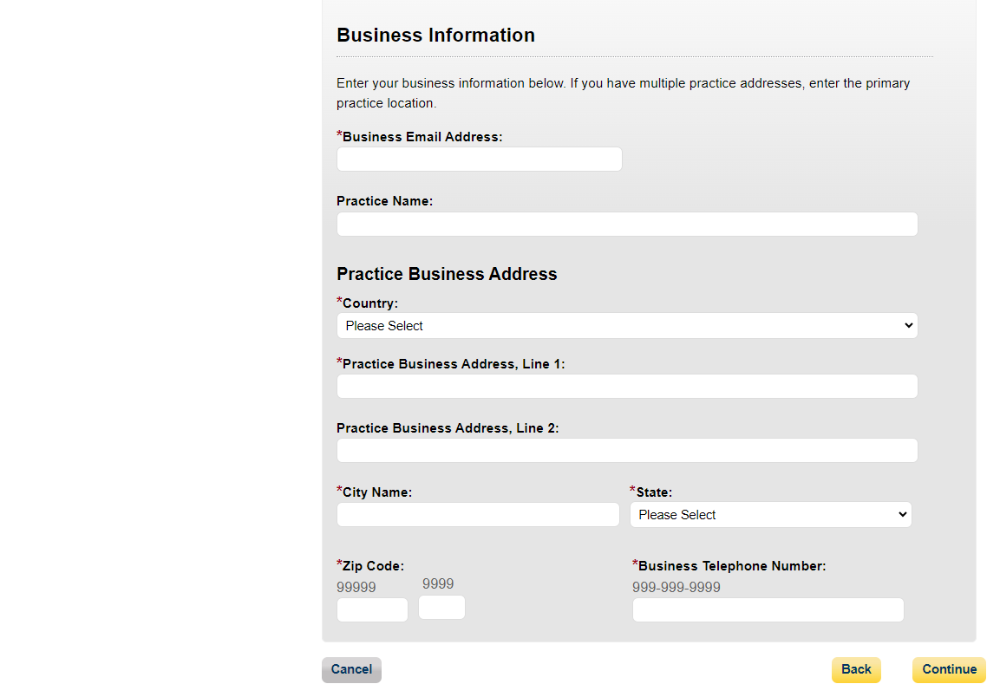 Business Information
Enter your business information below. If you have multiple practice addresses, enter the primary
practice location.
*Business Email Address:
Practice Name:
Practice Business Address
*Country:
Please Select
*Practice Business Address, Line 1:
Practice Business Address, Line 2:
*City Name: *State:
Please Select
*Zip Code: *Business Telephone Number:
99999 9999 999-999-9999
Cancel Back Continue